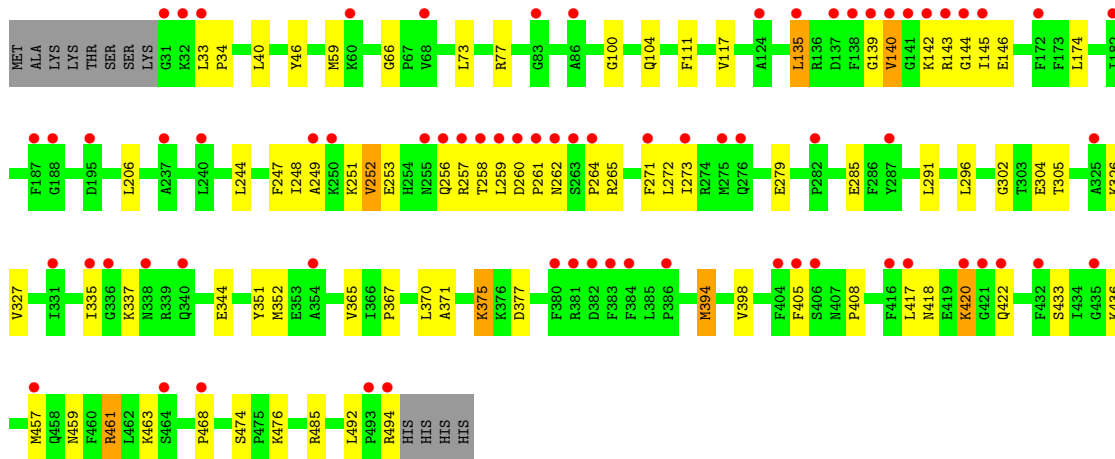 MET ALA LYS LYS THR SER SER LYS G31 K32 L33 P34 L40 Y46 M59 K60 G66 P67 V68 L73 R77 G83 A86 G100 Q104 F111 V117 A124 L135 R136 D137 F138 G139 V140 G141 K142 R143 G144 I145 E146 F172 F173 L174
F187 G188 D195 L206 A237 L240 L244 F247 I248 A249 K250 K251 V252 E253 H254 N255 Q256 R257 T258 L259 D260 P261 N262 S263 P264 R265 F271 L272 I273 R274 M275 Q276 E279 P282 E285 F286 Y287 L291 L296 G302 T303 E304 T305 A325 K326
V327 I331 I335 G336 K337 N338 R339 Q340 E344 Y351 M352 E353 A354 V365 I366 P367 L370 A371 K375 K376 D377 F380 R381 D382 F383 F384 L385 P386 M394 V398 F404 F405 S406 N407 P408 F416 L417 N418 E419 K420 G421 Q422 F432 S433 I434 G435 K436
M457 Q458 N459 F460 R461 L462 K463 S464 P468 S474 P475 K476 R485 L492 P493 R494 HIS HIS HIS HIS